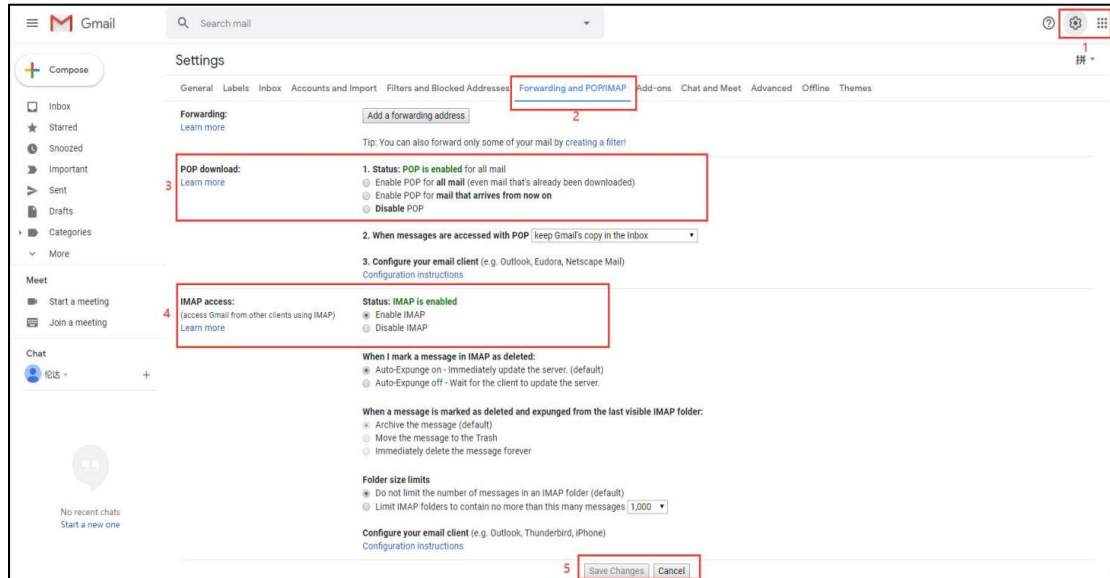 Gmail
Search mail
1
拼
Compose
Settings
General Labels Inbox Accounts and Import Filters and Blocked Addresses Forwarding and POP/IMAP Add-ons Chat and Meet Advanced Offline Themes
2
Inbox
Starred
Snoozed
Important
Sent
Drafts
Categories
More
Meet
Start a meeting
Join a meeting
Chat
伦达
No recent chats
Start a new one
Forwarding:
Learn more
Add a forwarding address
Tip: You can also forward only some of your mail by creating a filter!
3
POP download:
Learn more
1. Status: POP is enabled for all mail
Enable POP for all mail (even mail that's already been downloaded)
Enable POP for mail that arrives from now on
Disable POP
2. When messages are accessed with POP keep Gmail's copy in the Inbox
3. Configure your email client (e.g. Outlook, Eudora, Netscape Mail)
Configuration instructions
4
IMAP access:
(access Gmail from other clients using IMAP)
Learn more
Status: IMAP is enabled
Enable IMAP
Disable IMAP
When I mark a message in IMAP as deleted:
Auto-Expunge on - Immediately update the server. (default)
Auto-Expunge off - Wait for the client to update the server.
When a message is marked as deleted and expunged from the last visible IMAP folder:
Archive the message (default)
Move the message to the Trash
Immediately delete the message forever
Folder size limits
Do not limit the number of messages in an IMAP folder (default)
Limit IMAP folders to contain no more than this many messages 1,000
Configure your email client (e.g. Outlook, Thunderbird, iPhone)
Configuration instructions
5
Save Changes Cancel